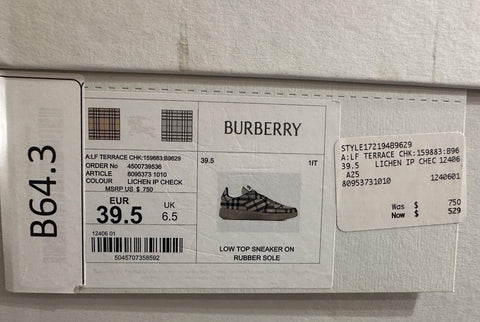 B64.3
BURBERRY
A:LF TERRACE CHK:159883:B9629
ORDER No 4500739536
ARTICLE 8095373 1010
COLOUR LICHEN IP CHECK
MSRP US $ 750
EUR UK
39.5 6.5
12406 01
5045707358592
39.5 1IT
LOW TOP SNEAKER ON
RUBBER SOLE
STYLE172194B9629
A:LF TERRACE CHK:159883:B96
39.5 LICHEN IP CHEC 12406
A25
80953731010 1240601
Was $ 750
Now $ 529